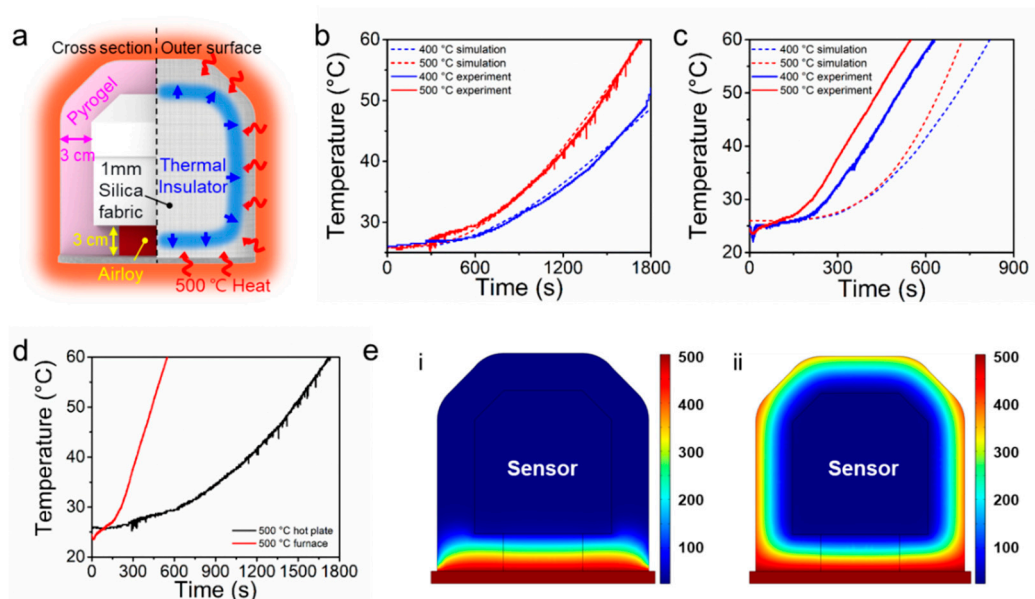 a
Cross section
Outer surface
Pyrogel
3 cm
1mm
Silica
fabric
Thermal
Insulator
3 cm
Airloy
500 ℃ Heat
b
Temperature (°C)
60
50
40
30
400 °C simulation
500 °C simulation
400 °C experiment
500 °C experiment
0
600
1200
1800
Time (s)
c
Temperature (°C)
60
50
40
30
20
400 °C simulation
500 °C simulation
400 °C experiment
500 °C experiment
0
300
600
900
Time (s)
d
Temperature (°C)
60
50
40
30
20
500 °C hot plate
500 °C furnace
0
300
600
900
1200
1500
1800
Time (s)
e
i
Sensor
500
400
300
200
100
ii
Sensor
500
400
300
200
100